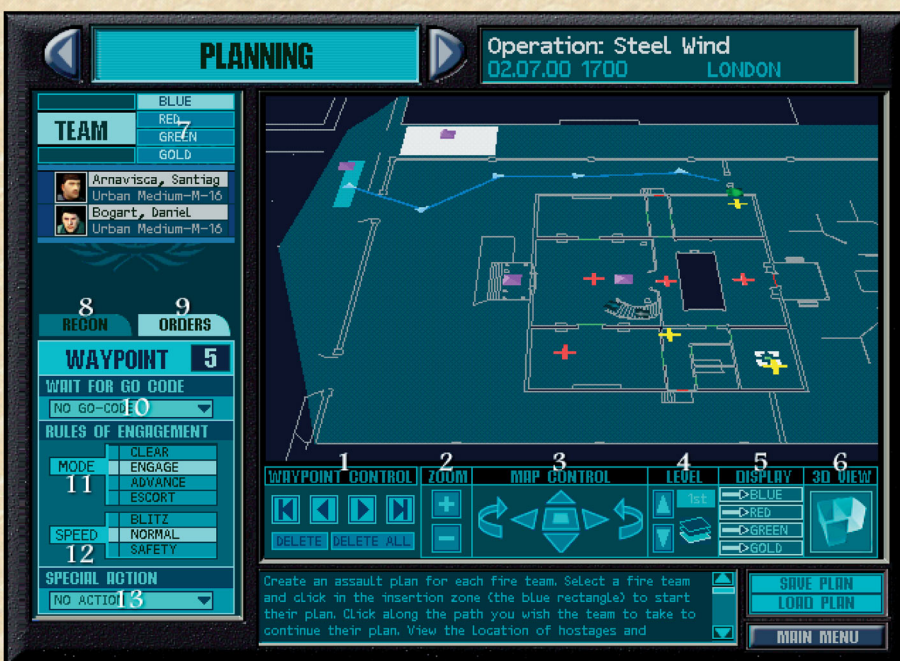 PLANNING
Operation: Steel Wind
02.07.00 1700 LONDON
TEAM
BLUE
RED
7
GREEN
GOLD
Arnavisca, Santiag
Urban Medium-M-16
Bogart, Daniel
Urban Medium-M-16
8 9
RECON ORDERS
WAYPOINT 5
WAIT FOR GO CODE
NO GO-CODE 10
RULES OF ENGAGEMENT
CLEAR
MODE ENGAGE
11 ADVANCE
ESCORT
BLITZ
SPEED NORMAL
12 SAFETY
SPECIAL ACTION
NO ACTION 13
1 2 3 4 5 6
WAYPOINT CONTROL ZOOM MAP CONTROL LEVEL DISPLAY 3D VIEW
1st
BLUE
RED
GREEN
GOLD
DELETE DELETE ALL
Create an assault plan for each fire team. Select a fire team
and click in the insertion zone (the blue rectangle) to start
their plan. Click along the path you wish the team to take to
continue their plan. View the location of hostages and
SAVE PLAN
LOAD PLAN
MAIN MENU